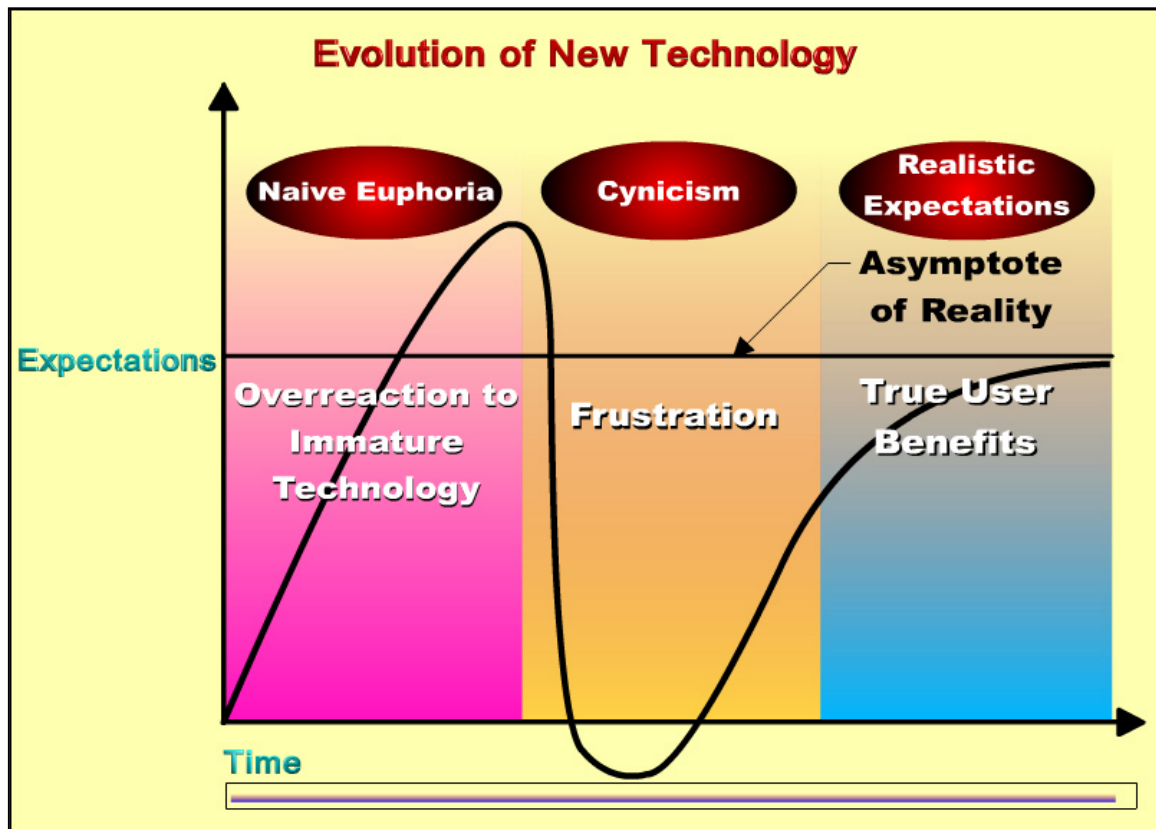 Evolution of New Technology
Naive Euphoria
Cynicism
Realistic
Expectations
Asymptote
of Reality
Expectations
Overreaction to
Immature
Technology
Frustration
True User
Benefits
Time